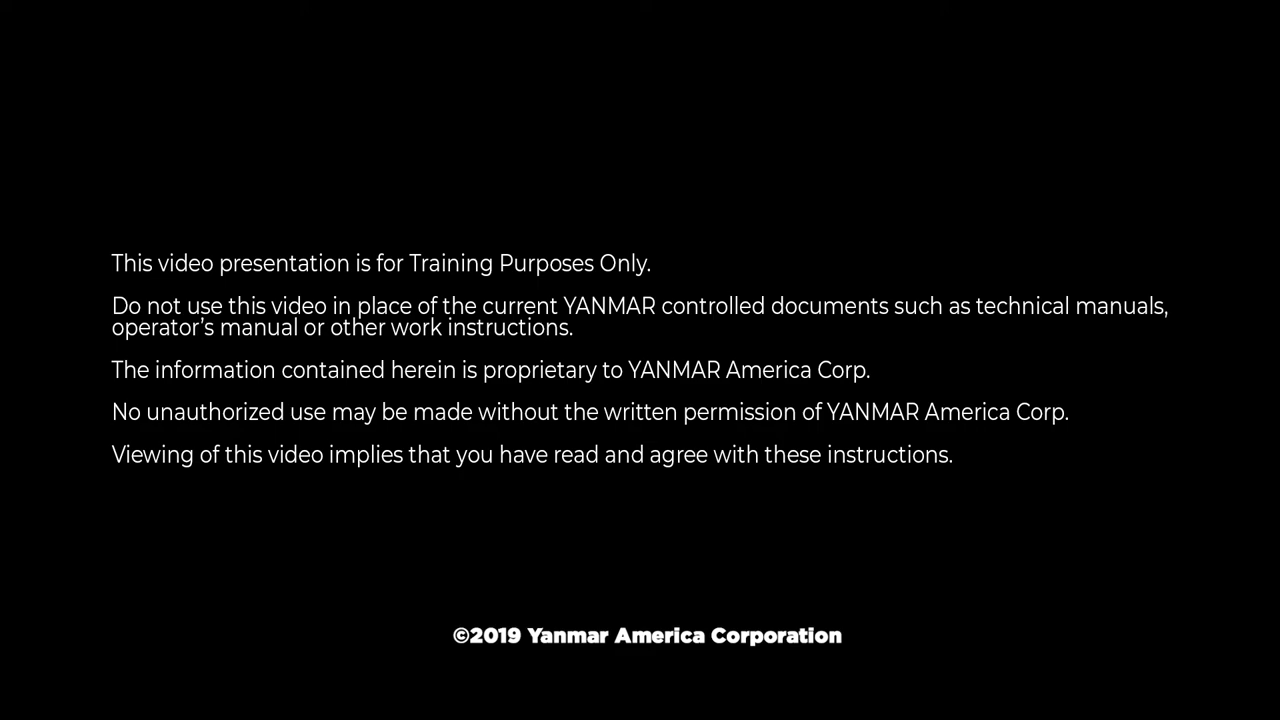 This video presentation is for Training Purposes Only.
Do not use this video in place of the current YANMAR controlled documents such as technical manuals,
operator’s manual or other work instructions.
The information contained herein is proprietary to YANMAR America Corp.
No unauthorized use may be made without the written permission of YANMAR America Corp.
Viewing of this video implies that you have read and agree with these instructions.
©2019 Yanmar America Corporation